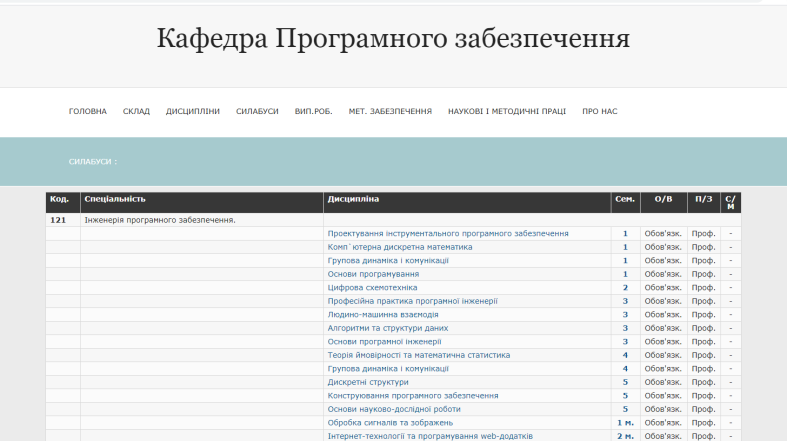 Кафедра Програмного забезпечення
ГОЛОВНА СКЛАД ДИСЦИПЛІНИ СИЛАБУСИ ВИП.РОБ. МЕТ. ЗАБЕЗПЕЧЕННЯ НАУКОВІ І МЕТОДИЧНІ ПРАЦІ ПРО НАС
СИЛАБУСИ :
Код. Спеціальність Дисципліна Сем. О/В П/З С/М
121 Інженерія програмного забезпечення.
Проектування інструментального програмного забезпечення 1 Обов'язк. Проф. -
Комп`ютерна дискретна математика 1 Обов'язк. Проф. -
Групова динаміка і комунікації 1 Обов'язк. Проф. -
Основи програмування 1 Обов'язк. Проф. -
Цифрова схемотехніка 2 Обов'язк. Проф. -
Професійна практика програмної інженерії 3 Обов'язк. Проф. -
Людино-машинна взаємодія 3 Обов'язк. Проф. -
Алгоритми та структури даних 3 Обов'язк. Проф. -
Основи програмної інженерії 3 Обов'язк. Проф. -
Теорія ймовірності та математична статистика 4 Обов'язк. Проф. -
Групова динаміка і комунікації 4 Обов'язк. Проф. -
Дискретні структури 5 Обов'язк. Проф. -
Конструювання програмного забезпечення 5 Обов'язк. Проф. -
Основи науково-дослідної роботи 5 Обов'язк. Проф. -
Обробка сигналів та зображень 1 м. Обов'язк. Проф. -
Інтернет-технології та програмування web-додатків 2 м. Обов'язк. Проф. -